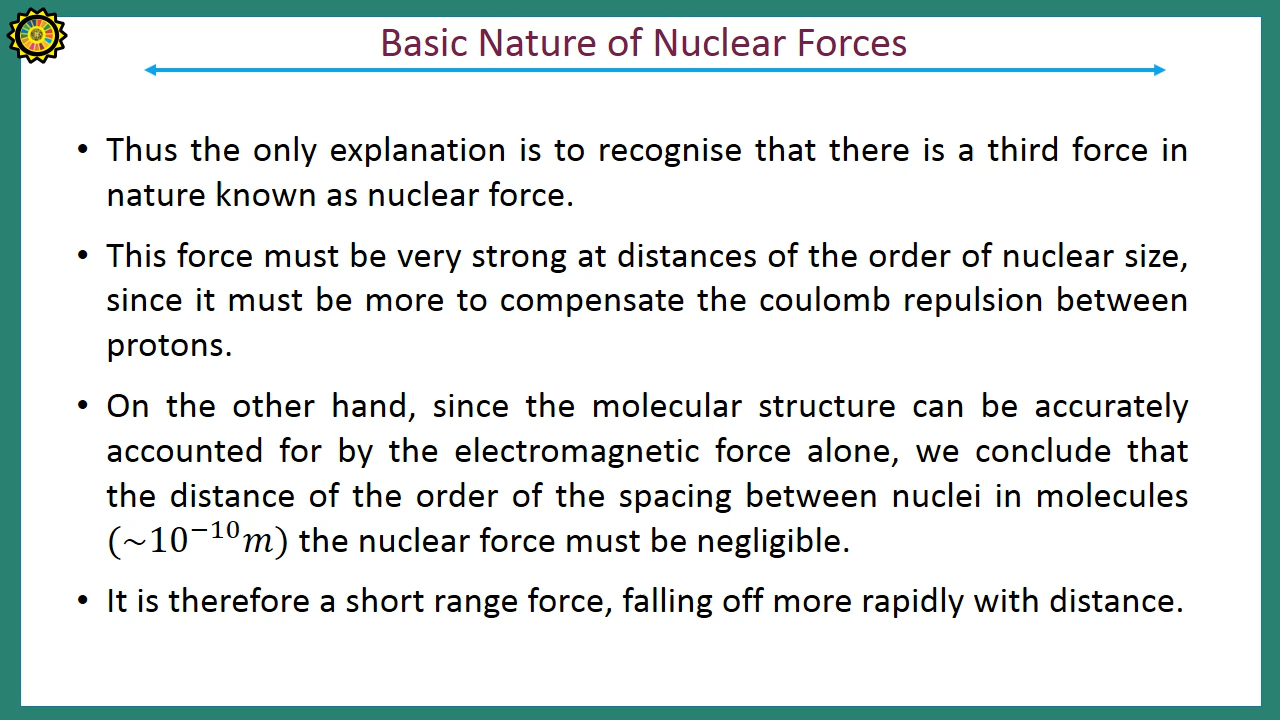 Basic Nature of Nuclear Forces
• Thus the only explanation is to recognise that there is a third force in
nature known as nuclear force.
• This force must be very strong at distances of the order of nuclear size,
since it must be more to compensate the coulomb repulsion between
protons.
• On the other hand, since the molecular structure can be accurately
accounted for by the electromagnetic force alone, we conclude that
the distance of the order of the spacing between nuclei in molecules
(~10⁻¹⁰m) the nuclear force must be negligible.
• It is therefore a short range force, falling off more rapidly with distance.